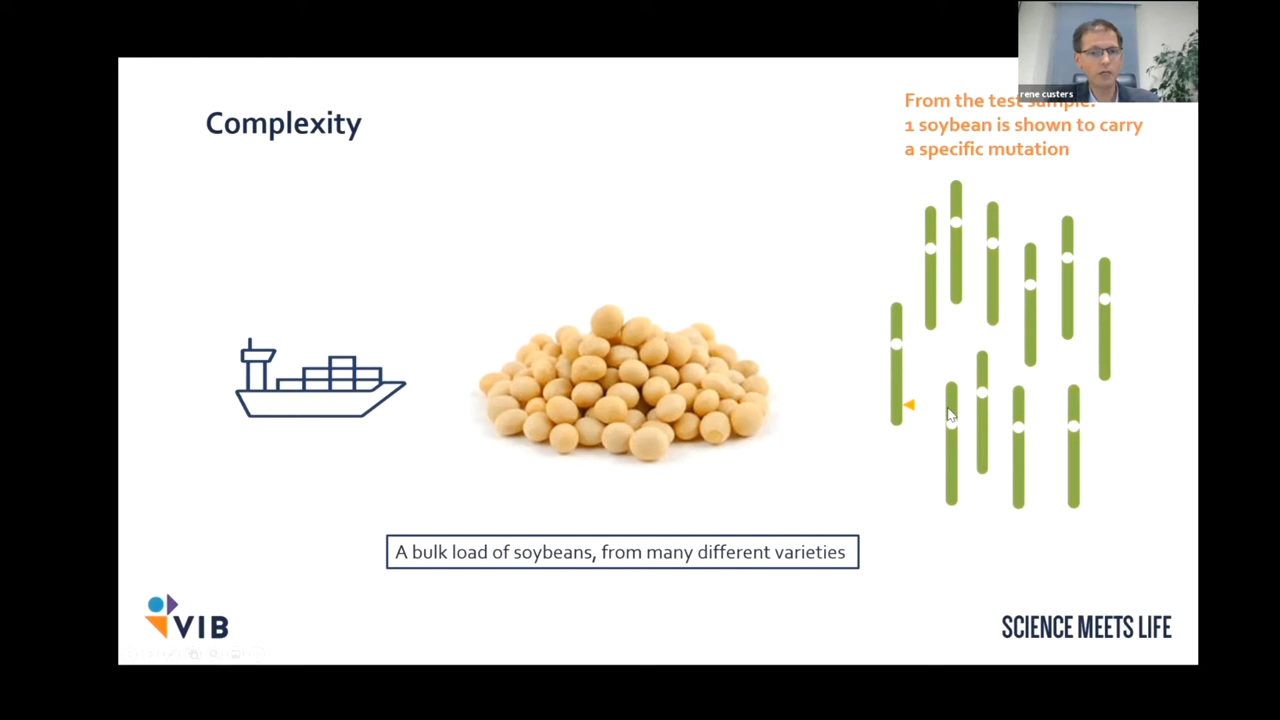 rene custers
Complexity
From the test sample:
1 soybean is shown to carry
a specific mutation
A bulk load of soybeans, from many different varieties
VIB
SCIENCE MEETS LIFE